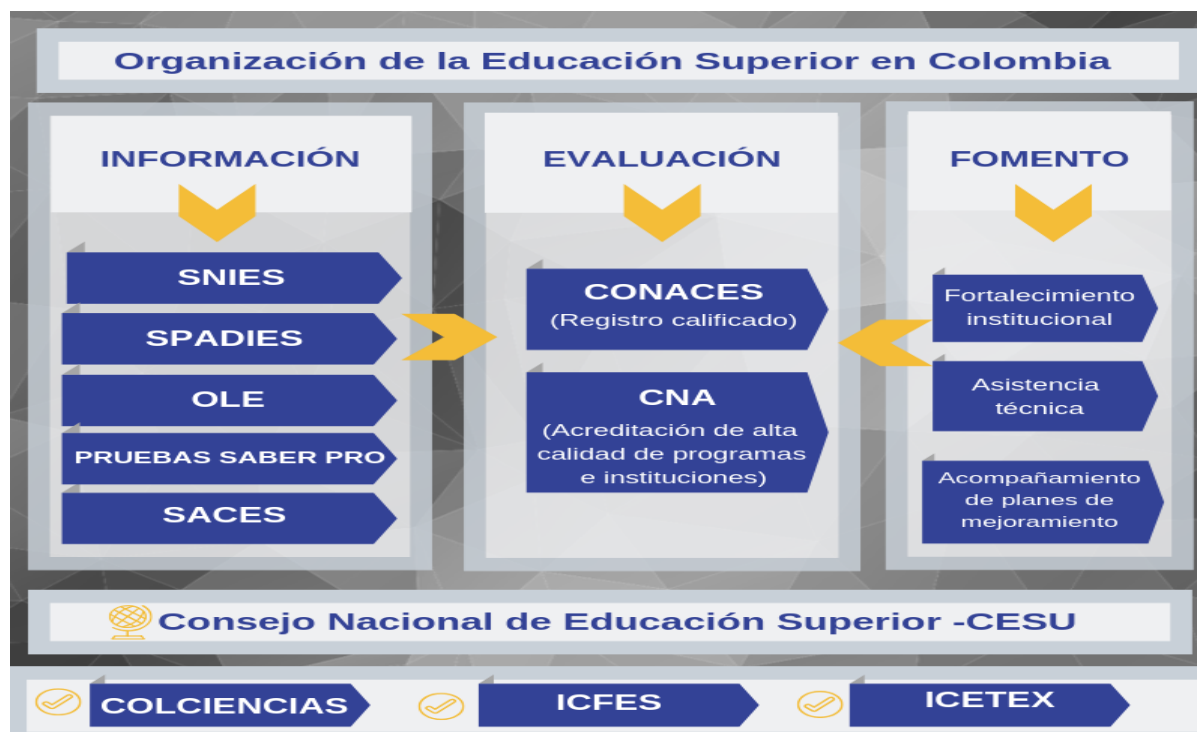 Organización de la Educación Superior en Colombia
INFORMACIÓN
SNIES
SPADIES
OLE
PRUEBAS SABER PRO
SACES
EVALUACIÓN
CONACES
(Registro calificado)
CNA
(Acreditación de alta
calidad de programas
e instituciones)
FOMENTO
Fortalecimiento
institucional
Asistencia
técnica
Acompañamiento
de planes de
mejoramiento
Consejo Nacional de Educación Superior -CESU
COLCIENCIAS
ICFES
ICETEX